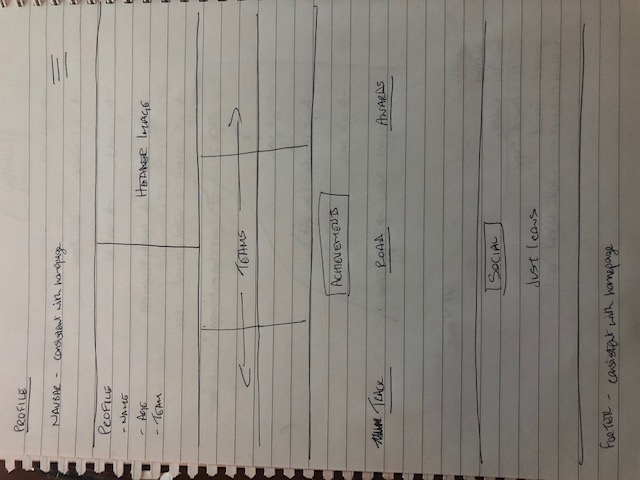 PROFILE
NAVBAR - consistent with homepage
PROFILE
- NAME
- AGE
- TEAM
HEADER IMAGE
TEAMS
ACHIEVEMENTS
TRACK ROAD AWARDS
SOCIAL
JUST ICONS
FOOTER - consistent with homepage